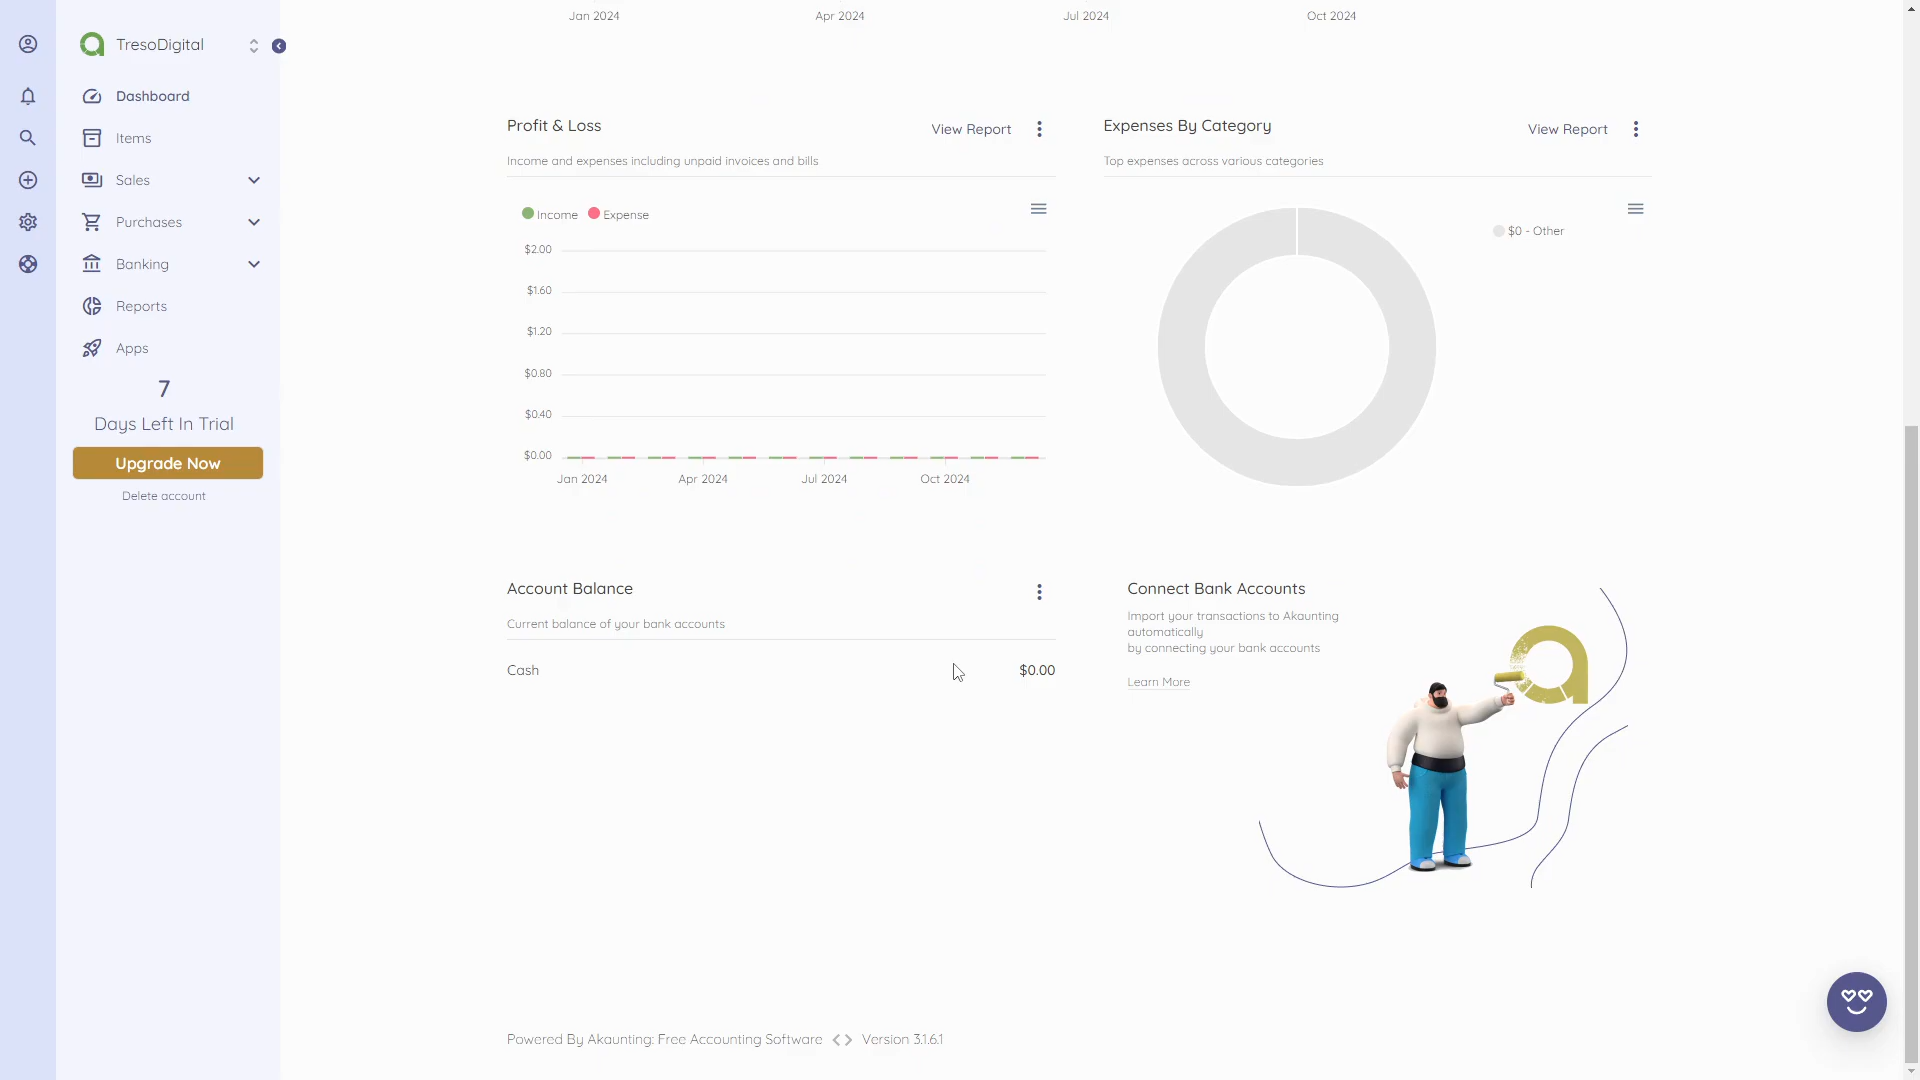 Jan 2024 Apr 2024 Jul 2024 Oct 2024
TresoDigital
Dashboard
Items
Sales
Purchases
Banking
Reports
Apps
7
Days Left In Trial
Upgrade Now
Delete account
Profit & Loss
View Report
Income and expenses including unpaid invoices and bills
Income Expense
$2.00
$1.60
$1.20
$0.80
$0.40
$0.00
Jan 2024 Apr 2024 Jul 2024 Oct 2024
Expenses By Category
View Report
Top expenses across various categories
$0 - Other
Account Balance
Current balance of your bank accounts
Cash $0.00
Connect Bank Accounts
Import your transactions to Akaunting
automatically
by connecting your bank accounts
Learn More
Powered By Akaunting: Free Accounting Software <> Version 3.1.6.1